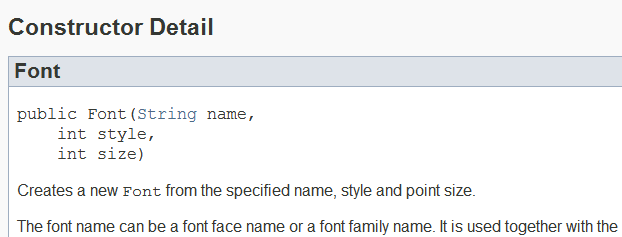 Constructor Detail
Font
public Font(String name,
int style,
int size)
Creates a new Font from the specified name, style and point size.
The font name can be a font face name or a font family name. It is used together with the